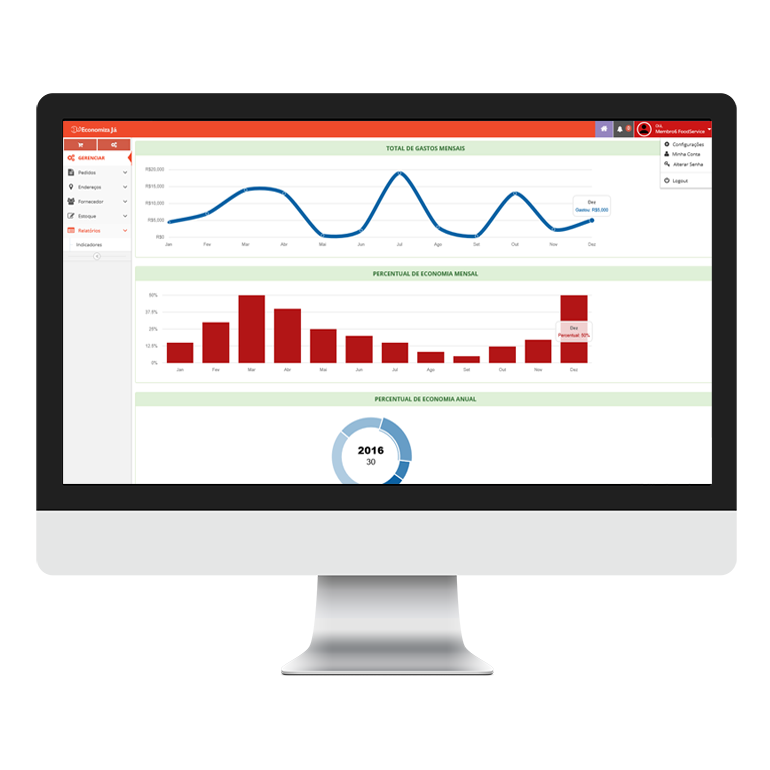 Economiza Já
Olá,
Membro6 FoodService
Configurações
Minha Conta
Alterar Senha
Logout
GERENCIAR
Pedidos
Endereços
Fornecedor
Estoque
Relatórios
Indicadores
TOTAL DE GASTOS MENSAIS
R$20,000
R$15,000
R$10,000
R$5,000
R$0
Jan Fev Mar Abr Mai Jun Jul Ago Set Out Nov Dez
Dez
Gastos: R$5,000
PERCENTUAL DE ECONOMIA MENSAL
50%
37.5%
25%
12.5%
0%
Jan Fev Mar Abr Mai Jun Jul Ago Set Out Nov Dez
Dez
Percentual: 50%
PERCENTUAL DE ECONOMIA ANUAL
2016
30